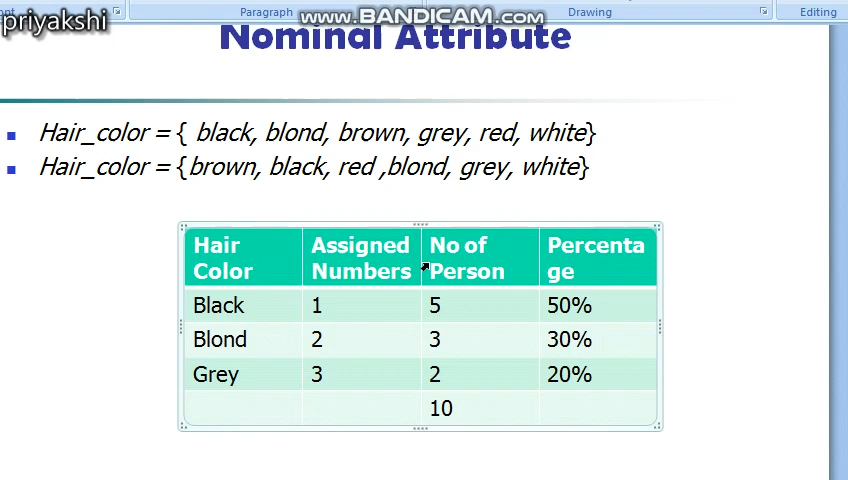 Paragraph
www.BANDICAM.com
Drawing
Editing
priyakshi
Nominal Attribute
Hair_color = { black, blond, brown, grey, red, white}
Hair_color = {brown, black, red ,blond, grey, white}
Hair Color Assigned Numbers No of Person Percenta ge
Black 1 5 50%
Blond 2 3 30%
Grey 3 2 20%
10